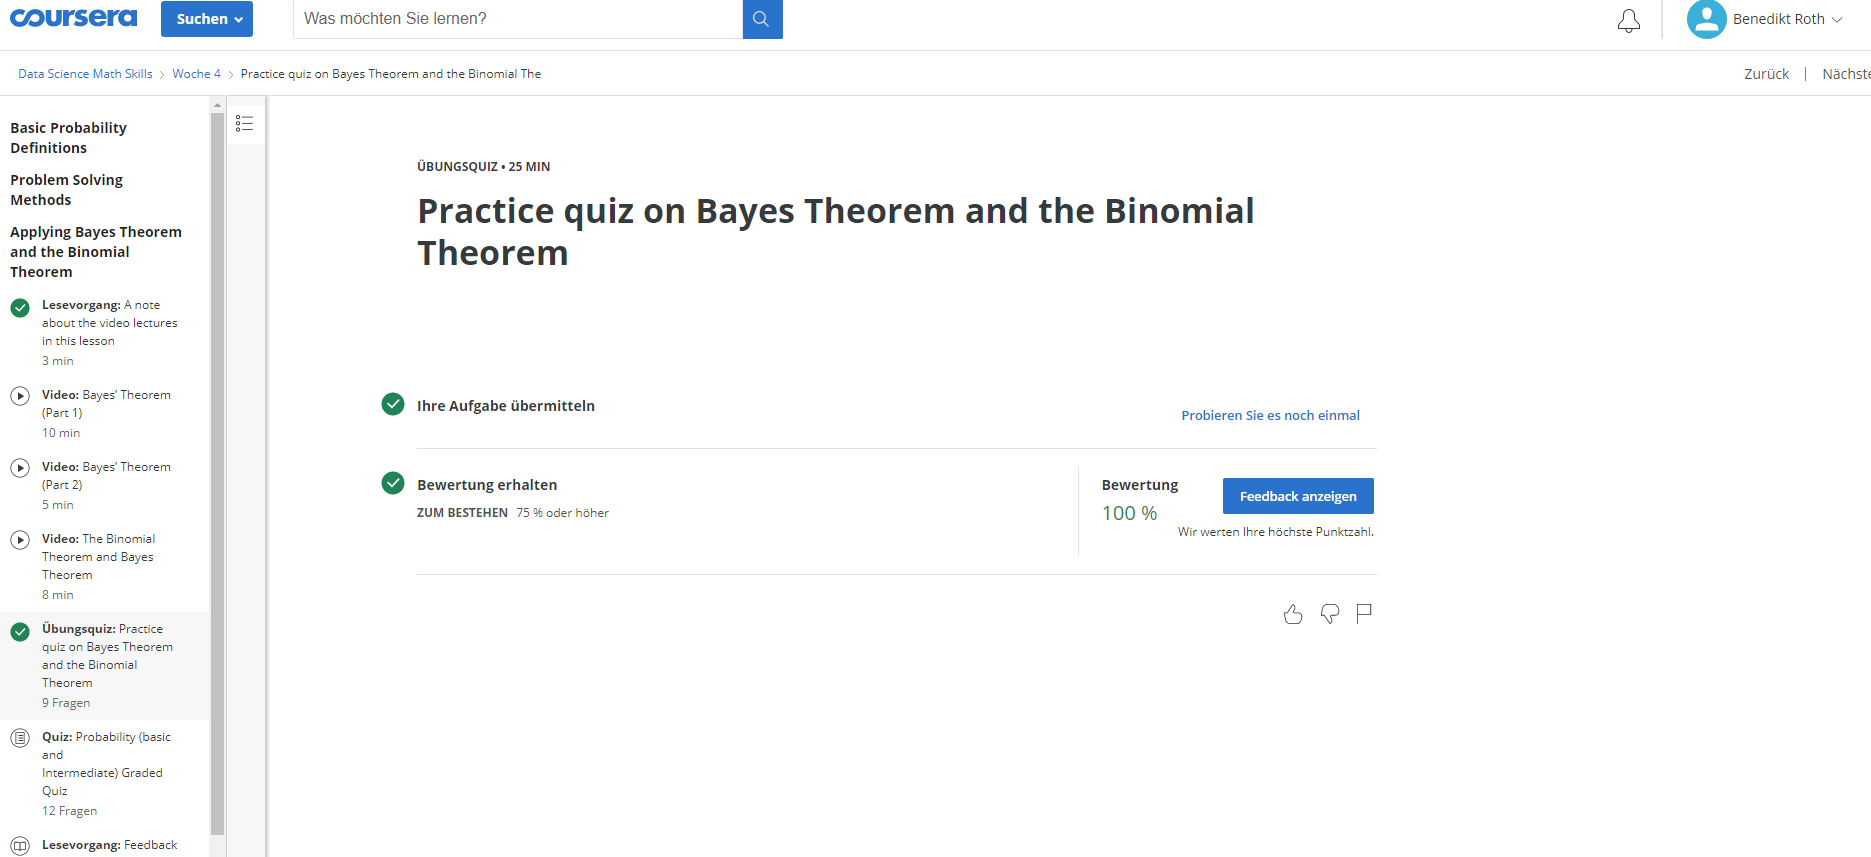 coursera
Suchen
Was möchten Sie lernen?
Benedikt Roth
Data Science Math Skills
Woche 4
Practice quiz on Bayes Theorem and the Binomial The
Zurück
Nächste
Basic Probability
Definitions
Problem Solving
Methods
Applying Bayes Theorem
and the Binomial
Theorem
Lesevorgang: A note
about the video lectures
in this lesson
3 min
Video: Bayes’ Theorem
(Part 1)
10 min
Video: Bayes’ Theorem
(Part 2)
5 min
Video: The Binomial
Theorem and Bayes
Theorem
8 min
Übungsquiz: Practice
quiz on Bayes Theorem
and the Binomial
Theorem
9 Fragen
Quiz: Probability (basic
and
Intermediate) Graded
Quiz
12 Fragen
Lesevorgang: Feedback
ÜBUNGSQUIZ • 25 MIN
Practice quiz on Bayes Theorem and the Binomial
Theorem
Ihre Aufgabe übermitteln
Probieren Sie es noch einmal
Bewertung erhalten
ZUM BESTEHEN 75 % oder höher
Bewertung
100 %
Feedback anzeigen
Wir werten Ihre höchste Punktzahl.